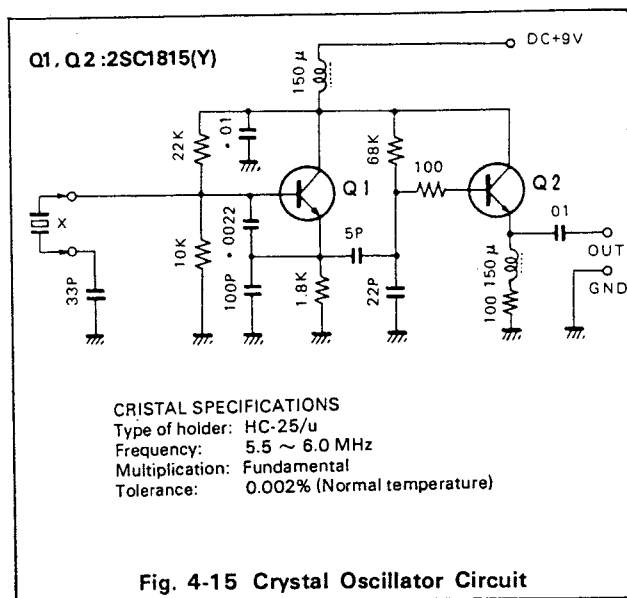 DC+9V
Q1, Q2 :2SC1815(Y)
150 μ
22K
.01
68K
100
Q1
Q2
X
10K
.0022
5P
01
OUT
33P
100P
1.8K
22P
150 μ
100
GND
CRISTAL SPECIFICATIONS
Type of holder: HC-25/u
Frequency: 5.5 ~ 6.0 MHz
Multiplication: Fundamental
Tolerance: 0.002% (Normal temperature)
Fig. 4-15 Crystal Oscillator Circuit